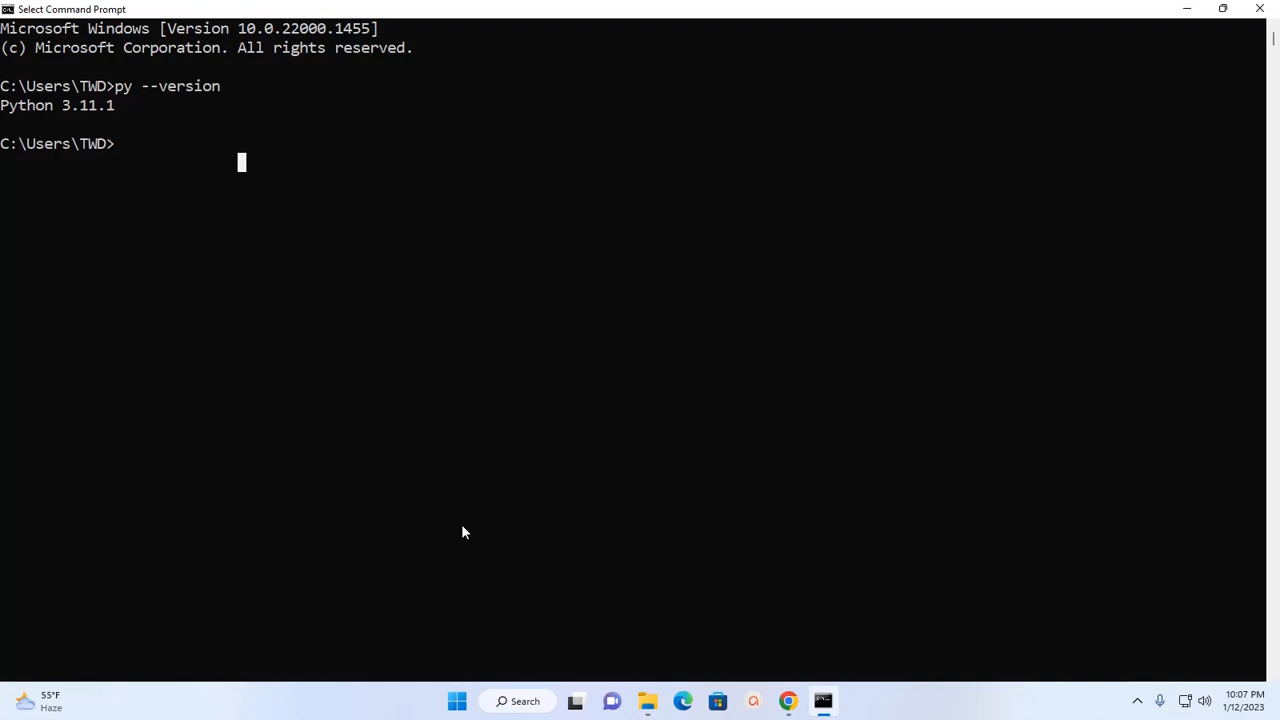 Select Command Prompt
Microsoft Windows [Version 10.0.22000.1455]
(c) Microsoft Corporation. All rights reserved.
C:\Users\TWD>py --version
Python 3.11.1
C:\Users\TWD>
55°F
Haze
Search
10:07 PM
1/12/2023